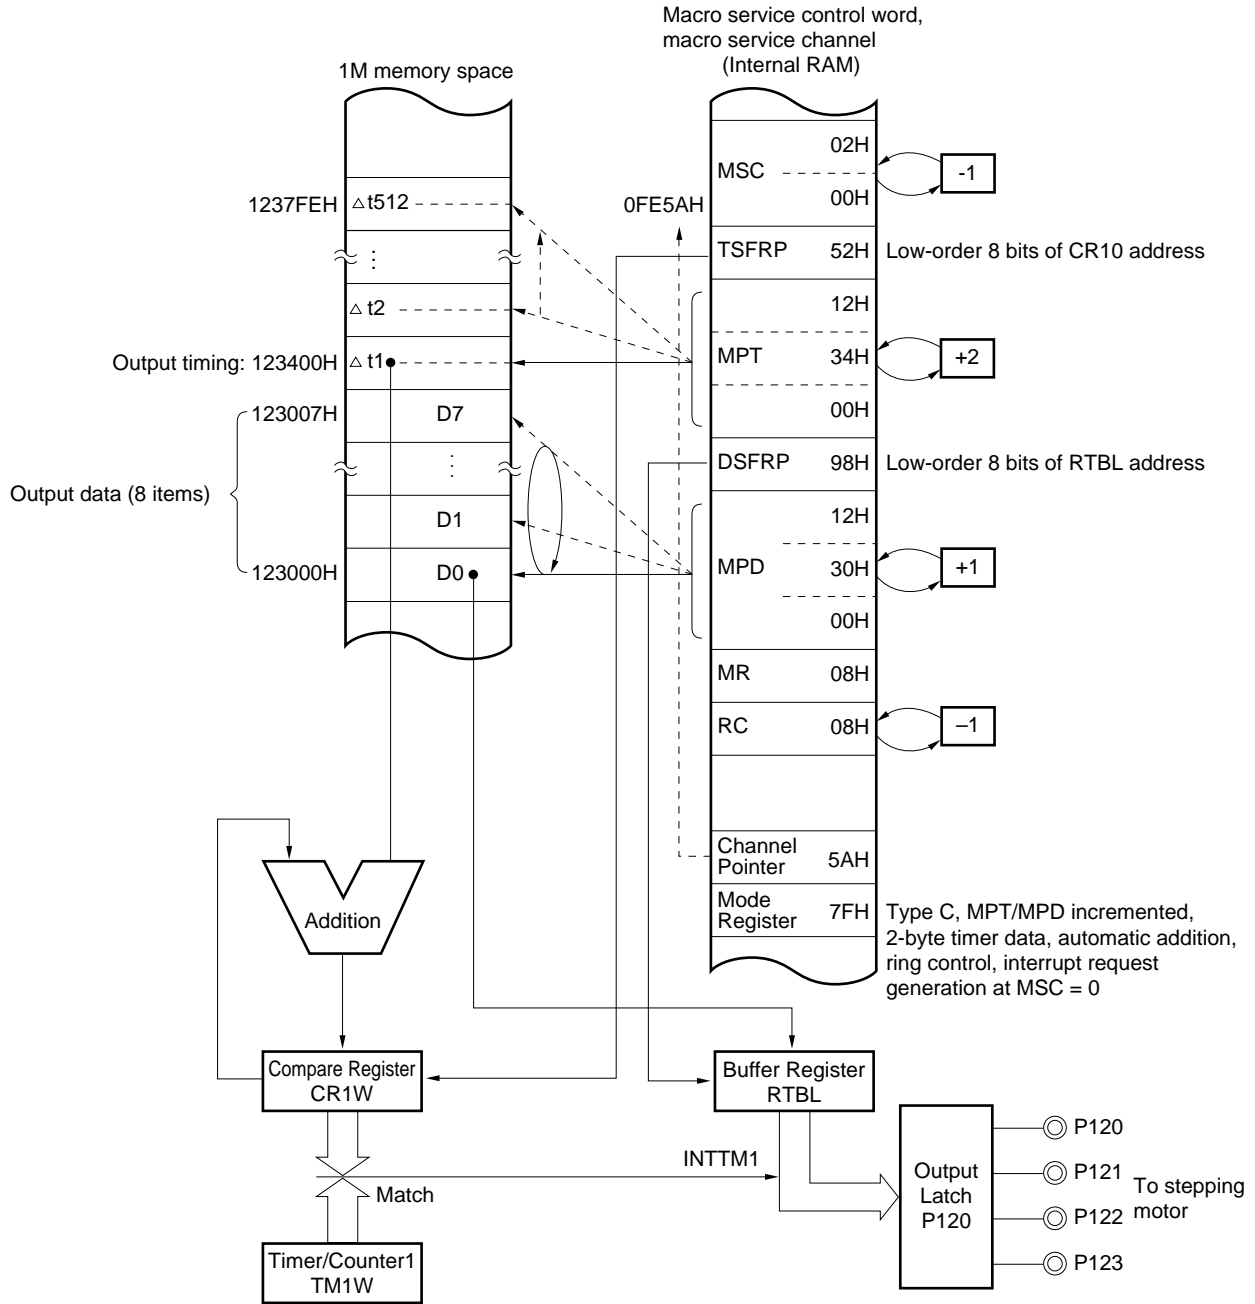 Macro service control word,
macro service channel
(Internal RAM)
1M memory space
02H
MSC
-1
00H
1237FEH
△ t512
0FE5AH
TSFRP 52H Low-order 8 bits of CR10 address
⋮
12H
△ t2
Output timing: 123400H △ t1
MPT 34H
+2
00H
123007H D7
DSFRP 98H Low-order 8 bits of RTBL address
⋮
Output data (8 items)
12H
D1
123000H D0
MPD 30H
+1
00H
MR 08H
RC 08H
–1
Channel
Pointer 5AH
Mode
Register 7FH
Type C, MPT/MPD incremented,
2-byte timer data, automatic addition,
ring control, interrupt request
generation at MSC = 0
Addition
Compare Register
CR1W
Buffer Register
RTBL
INTTM1
Match
Timer/Counter1
TM1W
Output
Latch
P120
P120
P121
P122
P123
To stepping
motor